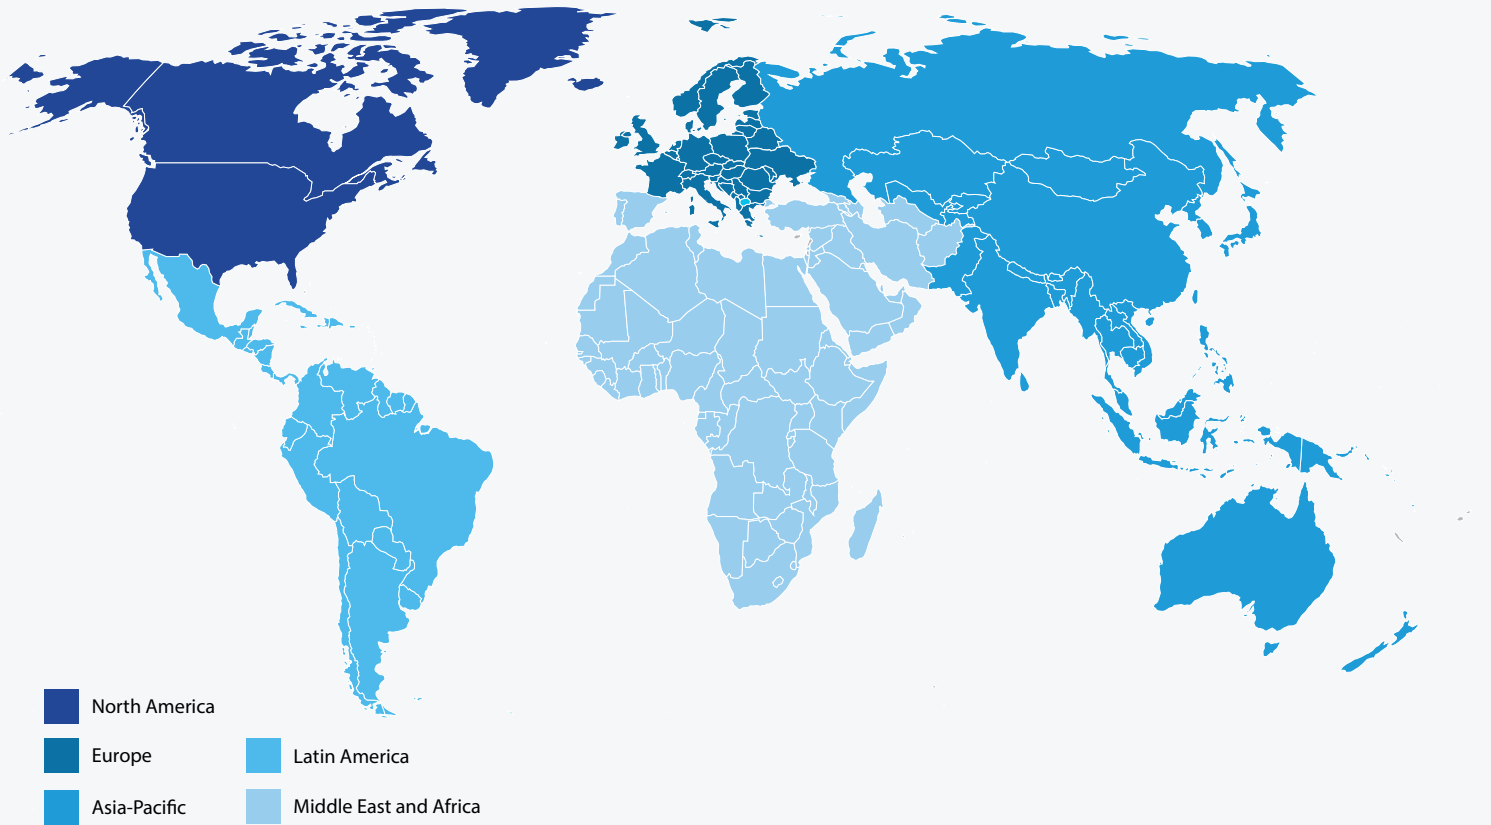 North America
Europe
Latin America
Asia-Pacific
Middle East and Africa